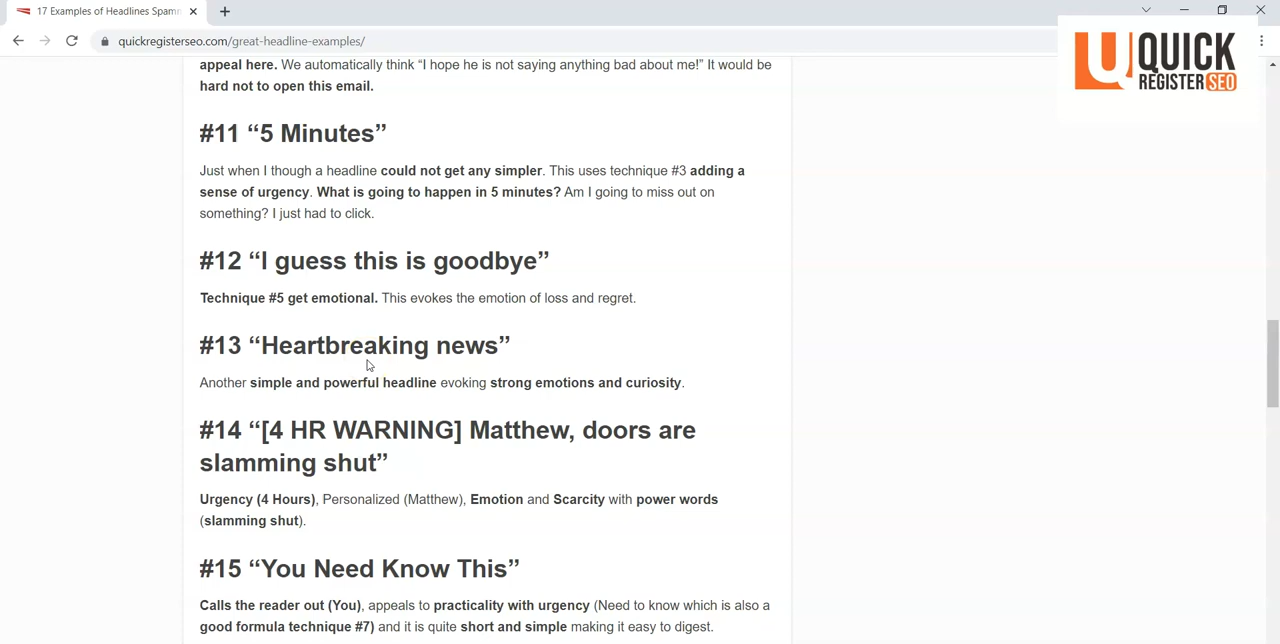 17 Examples of Headlines Spamm
quickregisterseo.com/great-headline-examples/
QUICK
REGISTER SEO
appeal here. We automatically think “I hope he is not saying anything bad about me!” It would be
hard not to open this email.
#11 “5 Minutes”
Just when I though a headline could not get any simpler. This uses technique #3 adding a
sense of urgency. What is going to happen in 5 minutes? Am I going to miss out on
something? I just had to click.
#12 “I guess this is goodbye”
Technique #5 get emotional. This evokes the emotion of loss and regret.
#13 “Heartbreaking news”
Another simple and powerful headline evoking strong emotions and curiosity.
#14 “[4 HR WARNING] Matthew, doors are
slamming shut”
Urgency (4 Hours), Personalized (Matthew), Emotion and Scarcity with power words
(slamming shut).
#15 “You Need Know This”
Calls the reader out (You), appeals to practicality with urgency (Need to know which is also a
good formula technique #7) and it is quite short and simple making it easy to digest.